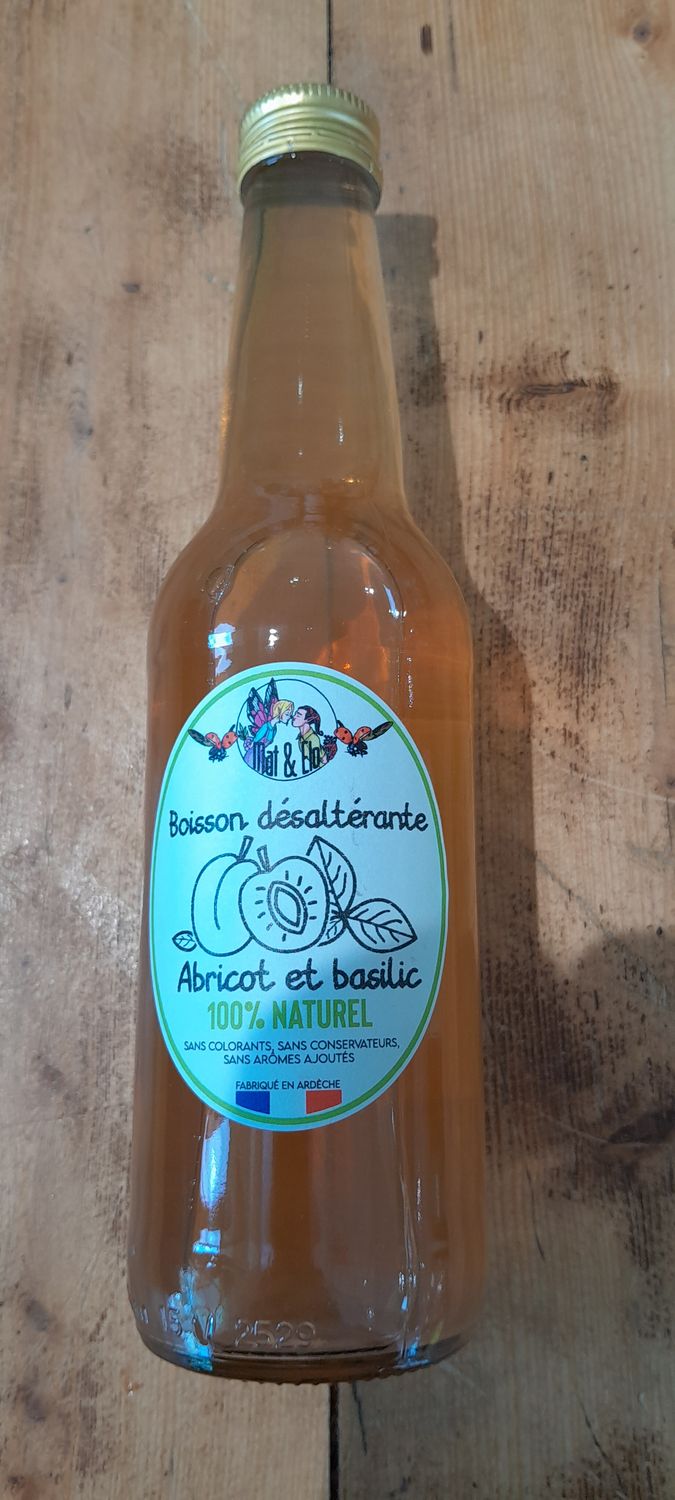 Mat & Elo
Boisson désaltérante
Abricot et basilic
100% NATUREL
SANS COLORANTS, SANS CONSERVATEURS,
SANS ARÔMES AJOUTÉS
FABRIQUÉ EN ARDÈCHE
2529